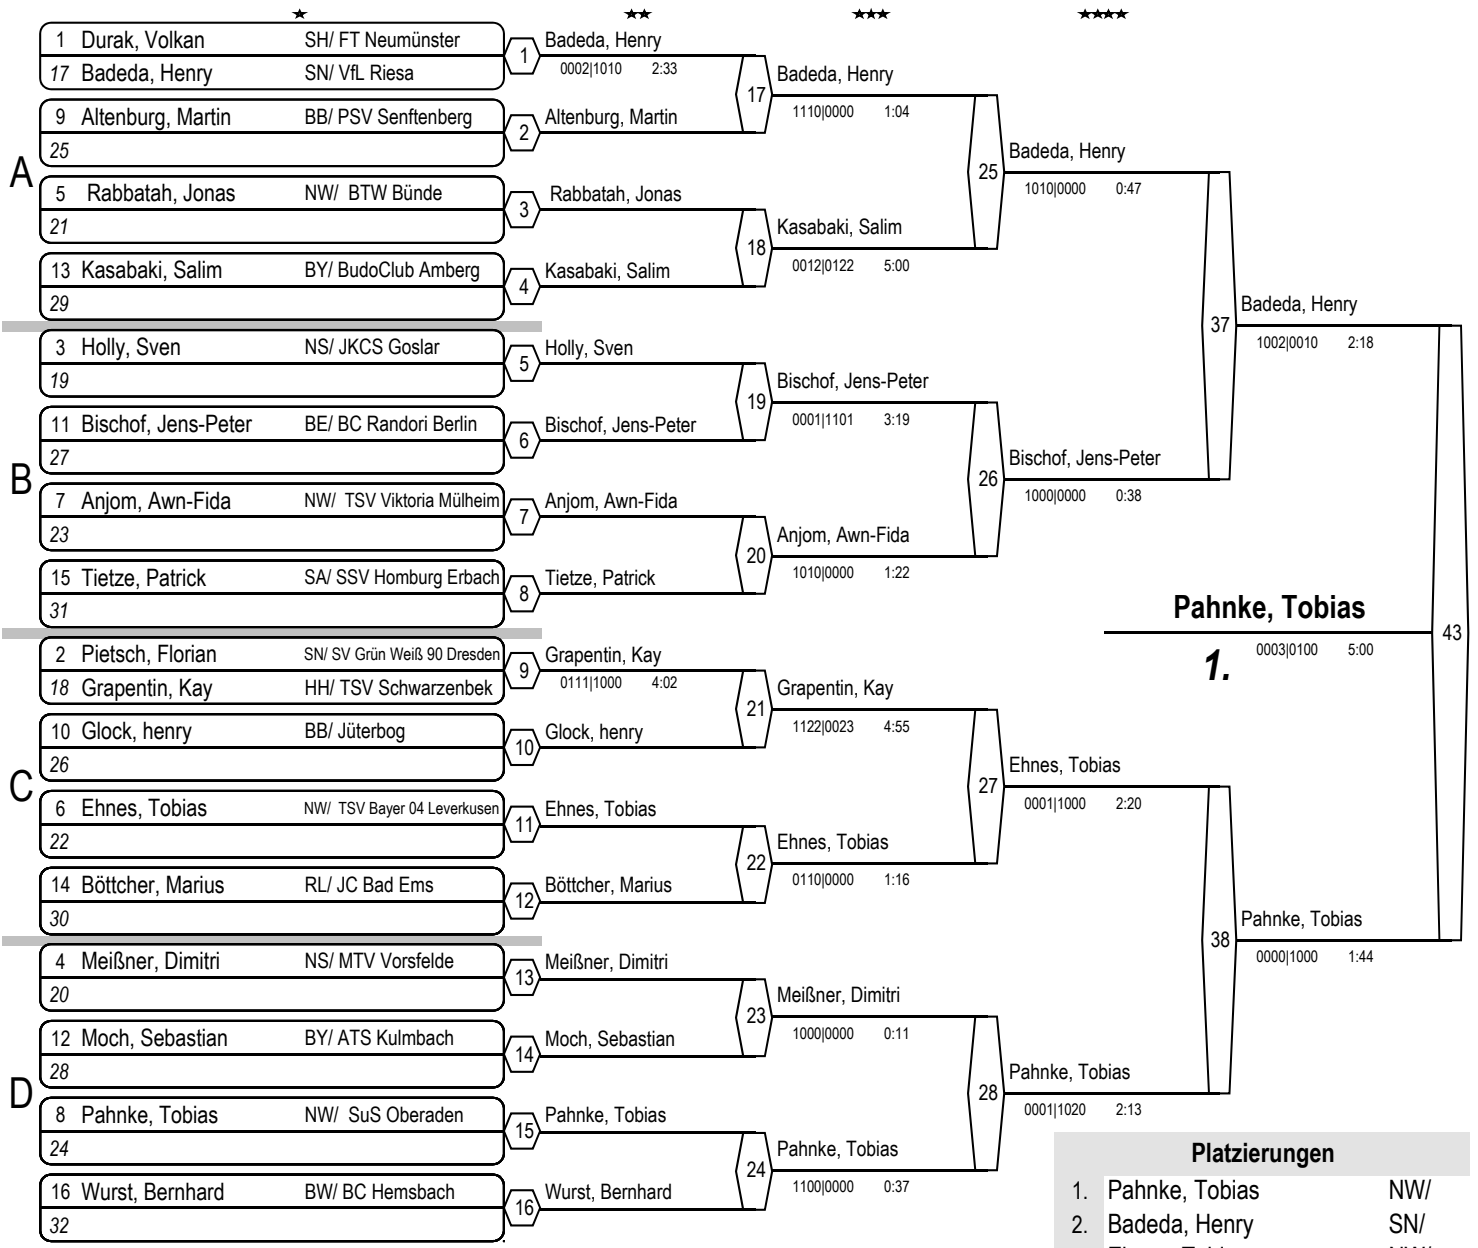 1 Durak, Volkan SH/ FT Neumünster
17 Badeda, Henry SN/ VfL Riesa
9 Altenburg, Martin BB/ PSV Senftenberg
25
A
5 Rabbatah, Jonas NW/ BTW Bünde
21
13 Kasabaki, Salim BY/ BudoClub Amberg
29
3 Holly, Sven NS/ JKCS Goslar
19
11 Bischof, Jens-Peter BE/ BC Randori Berlin
27
B
7 Anjom, Awn-Fida NW/ TSV Viktoria Mülheim
23
15 Tietze, Patrick SA/ SSV Homburg Erbach
31
2 Pietsch, Florian SN/ SV Grün Weiß 90 Dresden
18 Grapentin, Kay HH/ TSV Schwarzenbek
10 Glock, henry BB/ Jüterbog
26
C
6 Ehnes, Tobias NW/ TSV Bayer 04 Leverkusen
22
14 Böttcher, Marius RL/ JC Bad Ems
30
4 Meißner, Dimitri NS/ MTV Vorsfelde
20
12 Moch, Sebastian BY/ ATS Kulmbach
28
D
8 Pahnke, Tobias NW/ SuS Oberaden
24
16 Wurst, Bernhard BW/ BC Hemsbach
32
1 Badeda, Henry
0002|1010 2:33
2 Altenburg, Martin
3 Rabbatah, Jonas
4 Kasabaki, Salim
5 Holly, Sven
6 Bischof, Jens-Peter
7 Anjom, Awn-Fida
8 Tietze, Patrick
9 Grapentin, Kay
0111|1000 4:02
10 Glock, henry
11 Ehnes, Tobias
12 Böttcher, Marius
13 Meißner, Dimitri
14 Moch, Sebastian
15 Pahnke, Tobias
16 Wurst, Bernhard
17 Badeda, Henry
1110|0000 1:04
18 Kasabaki, Salim
0012|0122 5:00
19 Bischof, Jens-Peter
0001|1101 3:19
20 Anjom, Awn-Fida
1010|0000 1:22
21 Grapentin, Kay
1122|0023 4:55
22 Ehnes, Tobias
0110|0000 1:16
23 Meißner, Dimitri
1000|0000 0:11
24 Pahnke, Tobias
1100|0000 0:37
25 Badeda, Henry
1010|0000 0:47
26 Bischof, Jens-Peter
1000|0000 0:38
27 Ehnes, Tobias
0001|1000 2:20
28 Pahnke, Tobias
0001|1020 2:13
37 Badeda, Henry
1002|0010 2:18
38 Pahnke, Tobias
0000|1000 1:44
Pahnke, Tobias
43
1. 0003|0100 5:00
Platzierungen
1. Pahnke, Tobias NW/
2. Badeda, Henry SN/